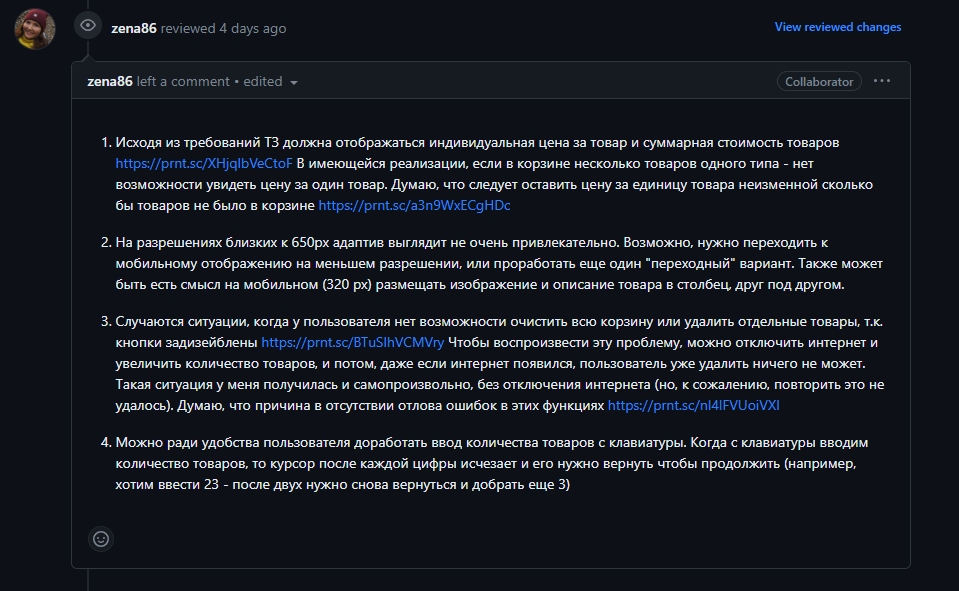 zena86 reviewed 4 days ago
View reviewed changes
zena86 left a comment • edited
Collaborator
1. Исходя из требований ТЗ должна отображаться индивидуальная цена за товар и суммарная стоимость товаров
https://prnt.sc/XHjqIbVeCtoF В имеющейся реализации, если в корзине несколько товаров одного типа - нет
возможности увидеть цену за один товар. Думаю, что следует оставить цену за единицу товара неизменной сколько
бы товаров не было в корзине https://prnt.sc/a3n9WxECgHDc
2. На разрешениях близких к 650px адаптив выглядит не очень привлекательно. Возможно, нужно переходить к
мобильному отображению на меньшем разрешении, или проработать еще один "переходный" вариант. Также может
быть есть смысл на мобильном (320 px) размещать изображение и описание товара в столбец, друг под другом.
3. Случаются ситуации, когда у пользователя нет возможности очистить всю корзину или удалить отдельные товары, т.к.
кнопки задизейблены https://prnt.sc/BTuSIhVCMVry Чтобы воспроизвести эту проблему, можно отключить интернет и
увеличить количество товаров, и потом, даже если интернет появился, пользователь уже удалить ничего не может.
Такая ситуация у меня получилась и самопроизвольно, без отключения интернета (но, к сожалению, повторить это не
удалось). Думаю, что причина в отсутствии отлова ошибок в этих функциях https://prnt.sc/nI4lFVUoiVXl
4. Можно ради удобства пользователя доработать ввод количества товаров с клавиатуры. Когда с клавиатуры вводим
количество товаров, то курсор после каждой цифры исчезает и его нужно вернуть чтобы продолжить (например,
хотим ввести 23 - после двух нужно снова вернуться и добрать еще 3)